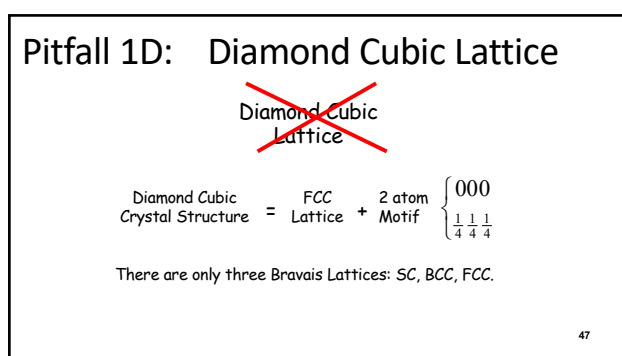 Pitfall 1D: Diamond Cubic Lattice
Diamond Cubic
Lattice
Diamond Cubic
Crystal Structure = FCC
Lattice + 2 atom
Motif { 000
1/4 1/4 1/4
There are only three Bravais Lattices: SC, BCC, FCC.
47